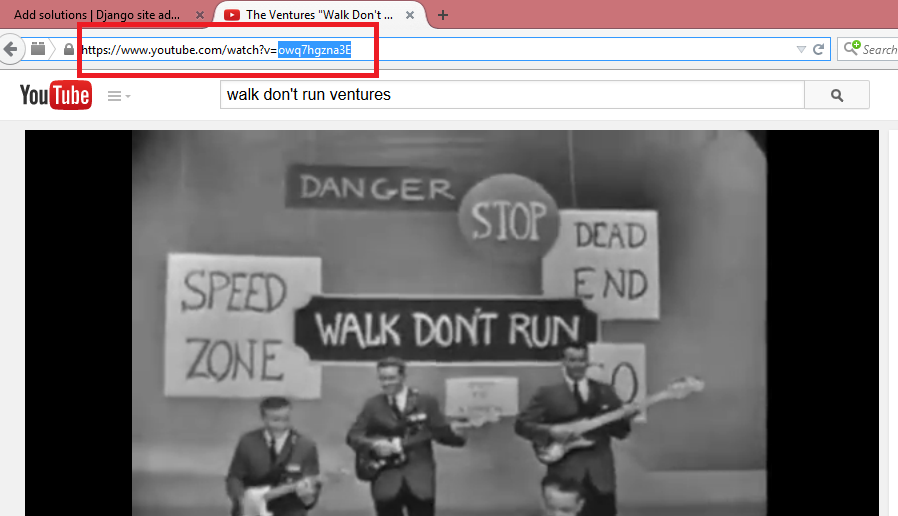 Add solutions | Django site ad...
The Ventures "Walk Don't ...
https://www.youtube.com/watch?v=owq7hgzna3E
Search
YouTube
walk don't run ventures
DANGER
STOP
DEAD
END
SPEED
ZONE
WALK DON'T RUN
GO